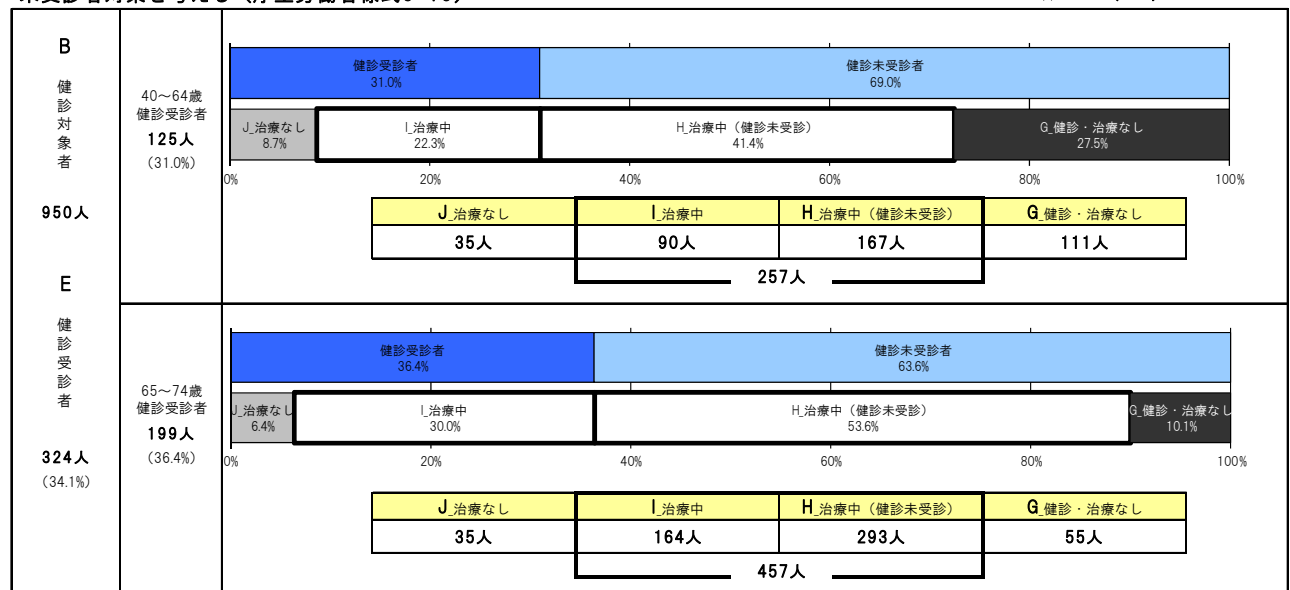 B
健診対象者
950人
E
健診受診者
324人
(34.1%)
40～64歳
健診受診者
125人
(31.0%)
健診受診者
31.0%
健診未受診者
69.0%
J_治療なし
8.7%
I_治療中
22.3%
H_治療中（健診未受診）
41.4%
G_健診・治療なし
27.5%
0% 20% 40% 60% 80% 100%
J_治療なし I_治療中 H_治療中（健診未受診） G_健診・治療なし
35人 90人 167人 111人
257人
65～74歳
健診受診者
199人
(36.4%)
健診受診者
36.4%
健診未受診者
63.6%
J_治療なし
6.4%
I_治療中
30.0%
H_治療中（健診未受診）
53.6%
G_健診・治療なし
10.1%
0% 20% 40% 60% 80% 100%
J_治療なし I_治療中 H_治療中（健診未受診） G_健診・治療なし
35人 164人 293人 55人
457人